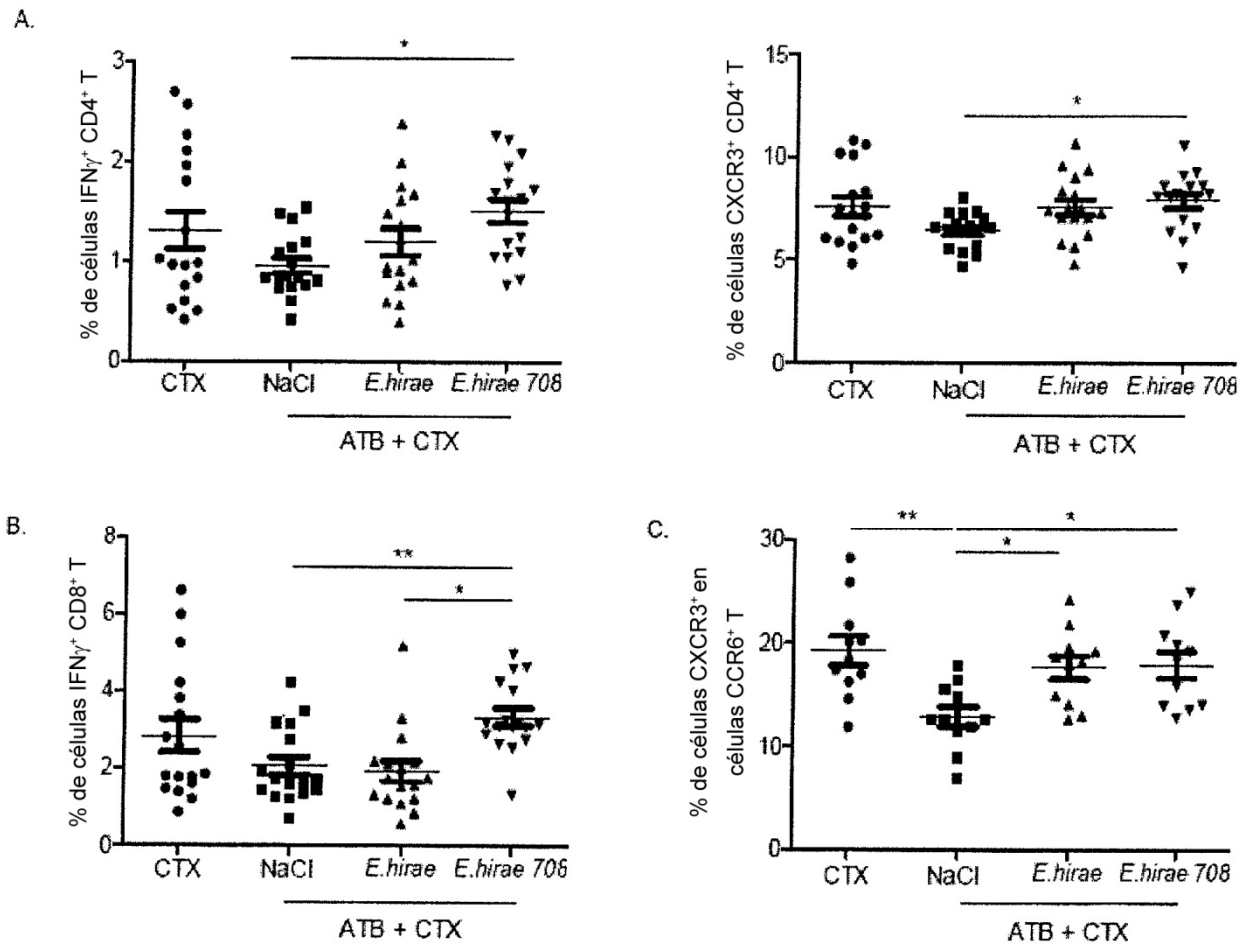 A.
% de células IFNγ⁺ CD4⁺ T
3
2
1
0
*
CTX
NaCl
E.hirae
E.hirae 708
ATB + CTX
% de células CXCR3⁺ CD4⁺ T
15
10
5
0
*
CTX
NaCl
E.hirae
E.hirae 708
ATB + CTX
B.
% de células IFNγ⁺ CD8⁺ T
8
6
4
2
0
**
*
CTX
NaCl
E.hirae
E.hirae 708
ATB + CTX
C.
% de células CXCR3⁺ en
células CCR6⁺ T
30
20
10
0
**
*
*
CTX
NaCl
E.hirae
E.hirae 708
ATB + CTX